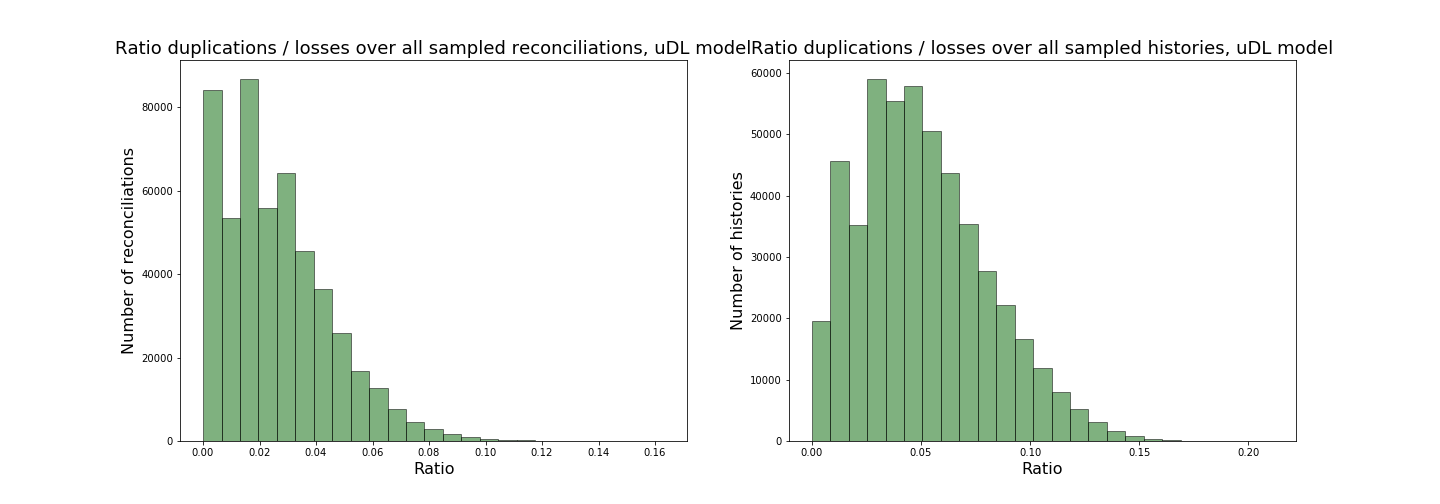 Ratio duplications / losses over all sampled reconciliations, uDL model
80000
60000
40000
20000
0
Number of reconciliations
0.00 0.02 0.04 0.06 0.08 0.10 0.12 0.14 0.16
Ratio
Ratio duplications / losses over all sampled histories, uDL model
60000
50000
40000
30000
20000
10000
0
Number of histories
0.00 0.05 0.10 0.15 0.20
Ratio